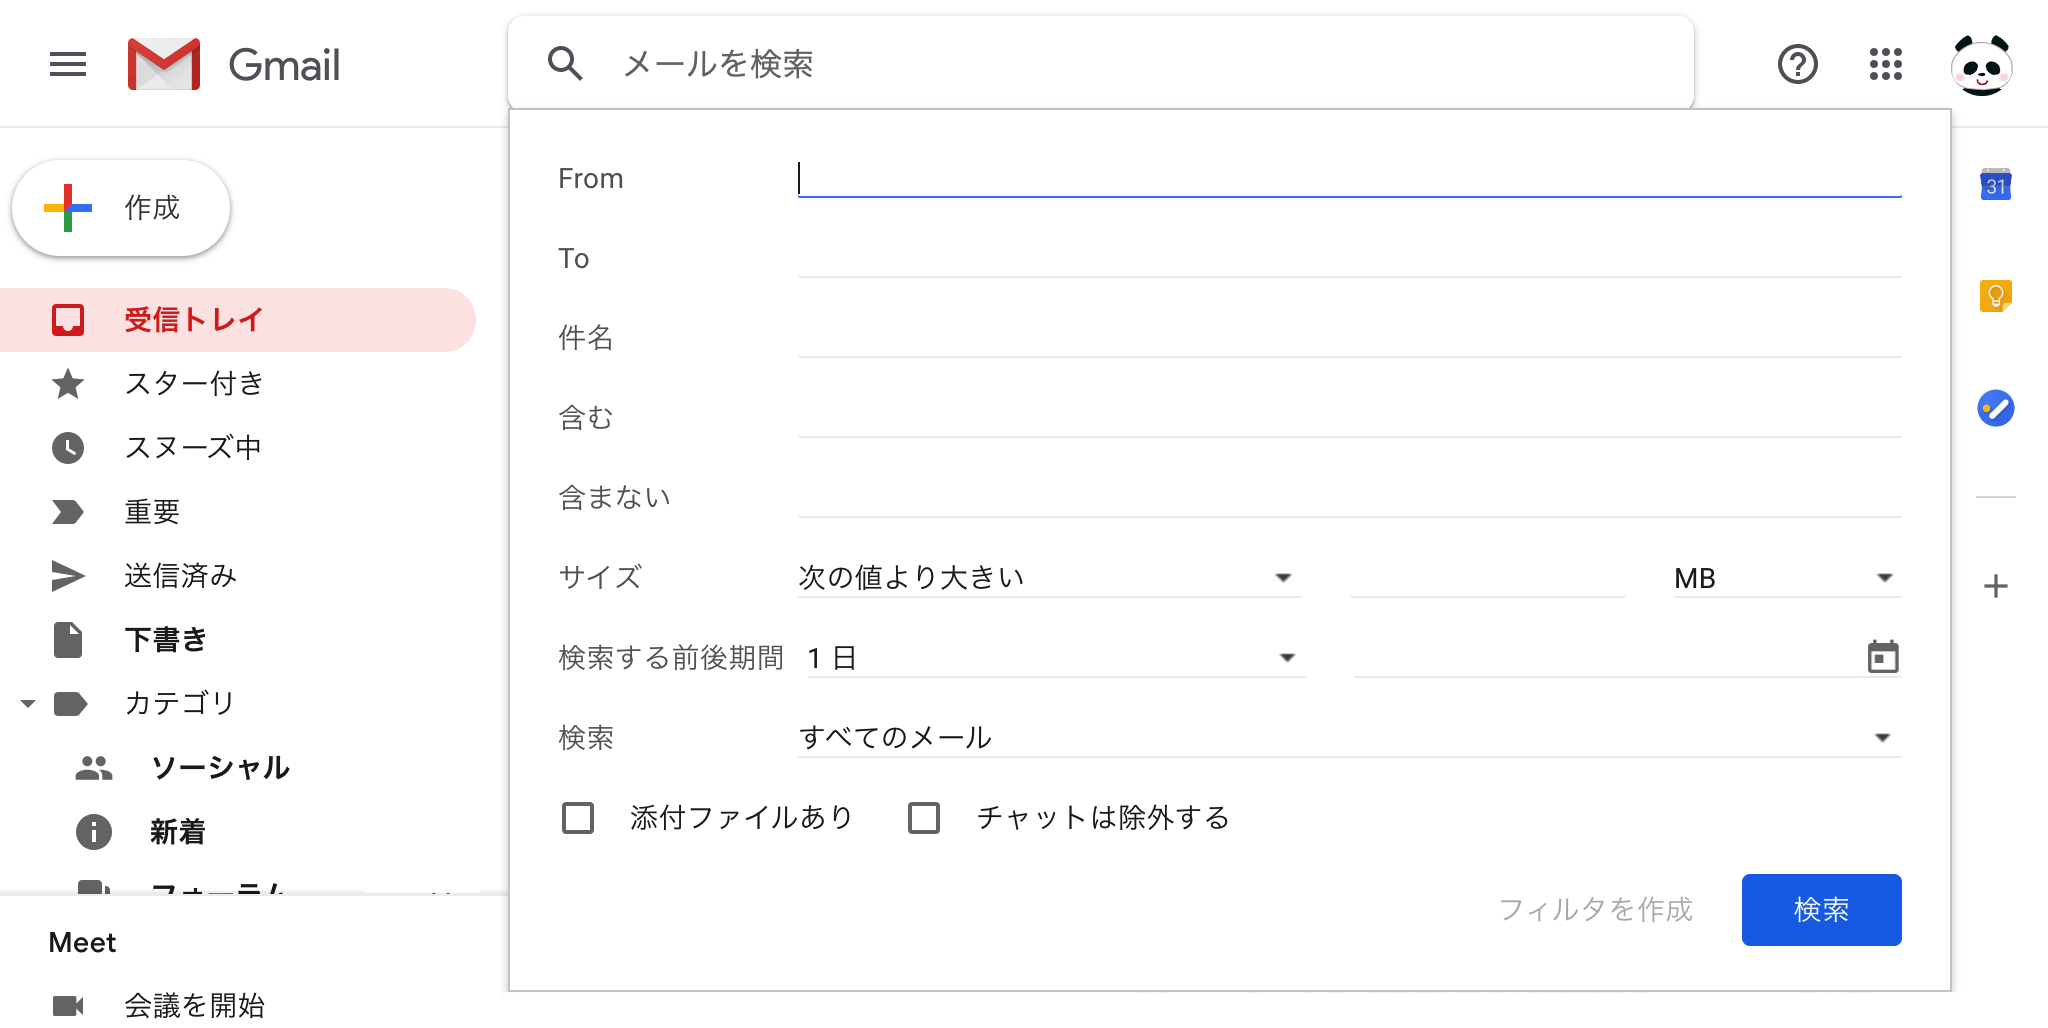 Gmail
メールを検索
作成
受信トレイ
スター付き
スヌーズ中
重要
送信済み
下書き
カテゴリ
ソーシャル
新着
フォーラム
Meet
会議を開始
From
To
件名
含む
含まない
サイズ 次の値より大きい MB
検索する前後期間 1 日
検索 すべてのメール
添付ファイルあり チャットは除外する
フィルタを作成 検索
31